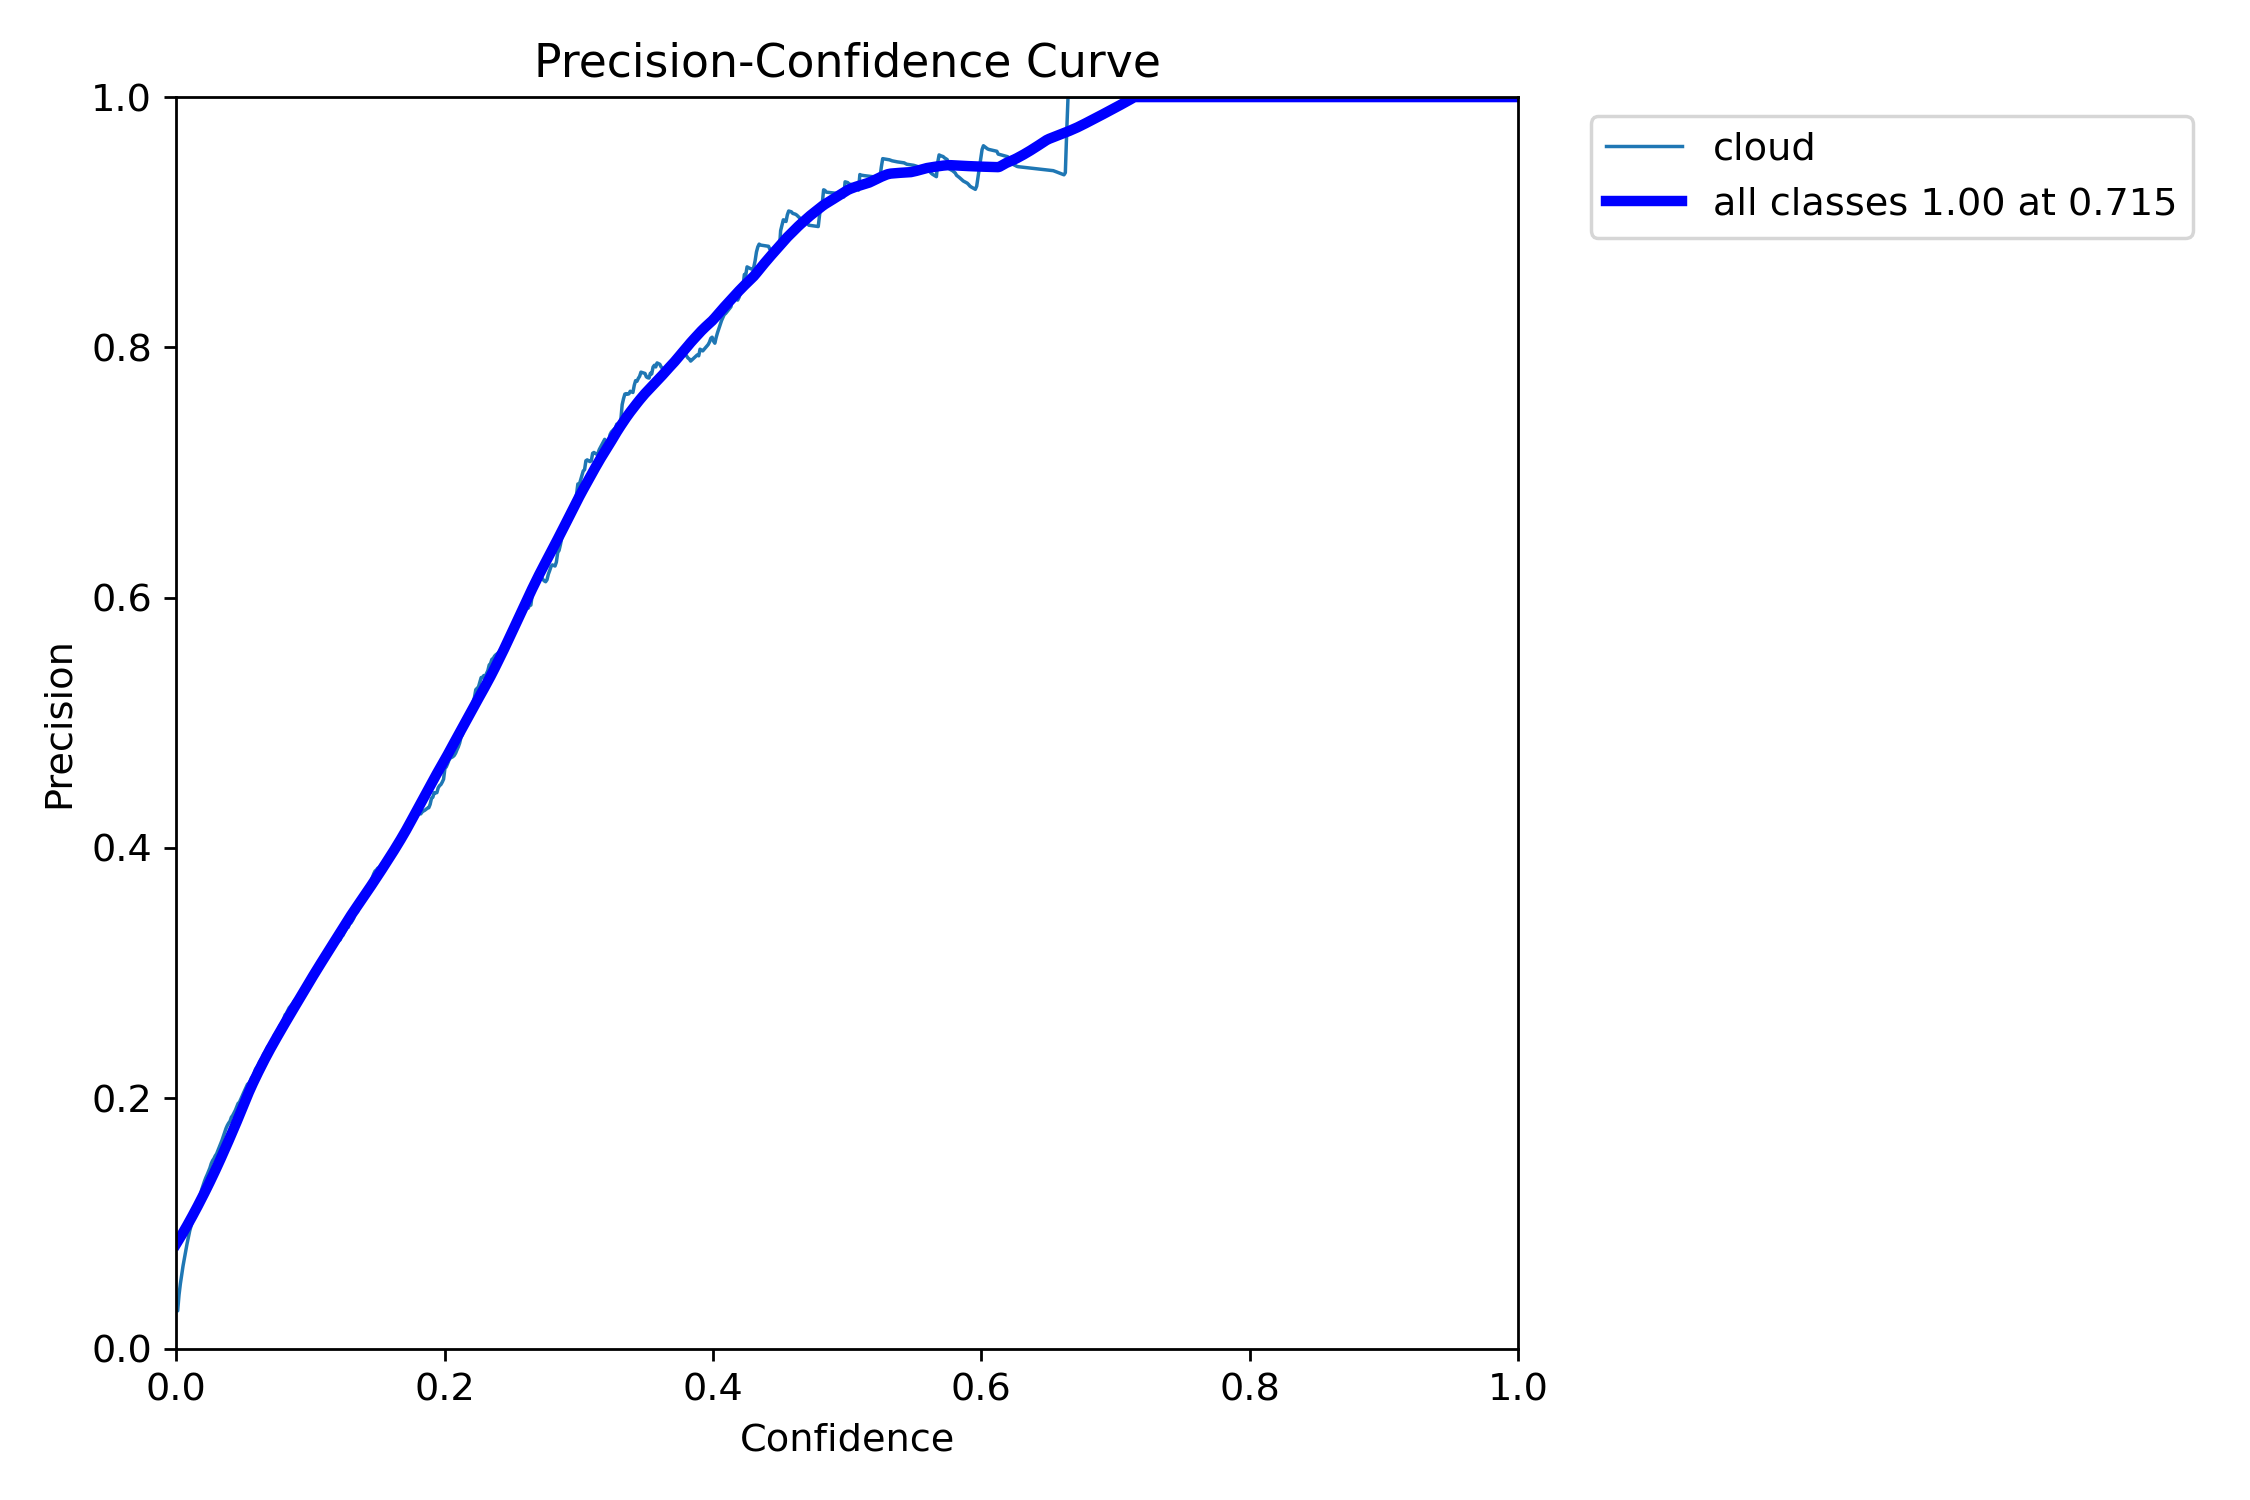 Precision-Confidence Curve
cloud
all classes 1.00 at 0.715
Precision
1.0
0.8
0.6
0.4
0.2
0.0
0.0 0.2 0.4 0.6 0.8 1.0
Confidence